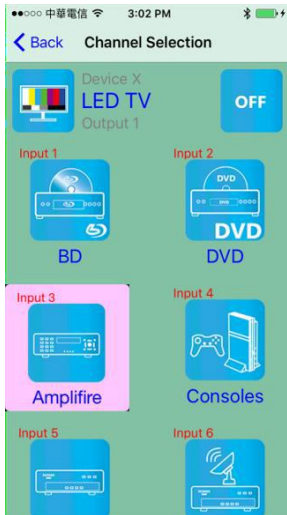 中華電信 3:02 PM
Back Channel Selection
Device X
LED TV
Output 1
OFF
Input 1
Input 2
DVD
DVD
BD
DVD
Input 3
Input 4
Amplifire
Consoles
Input 5
Input 6